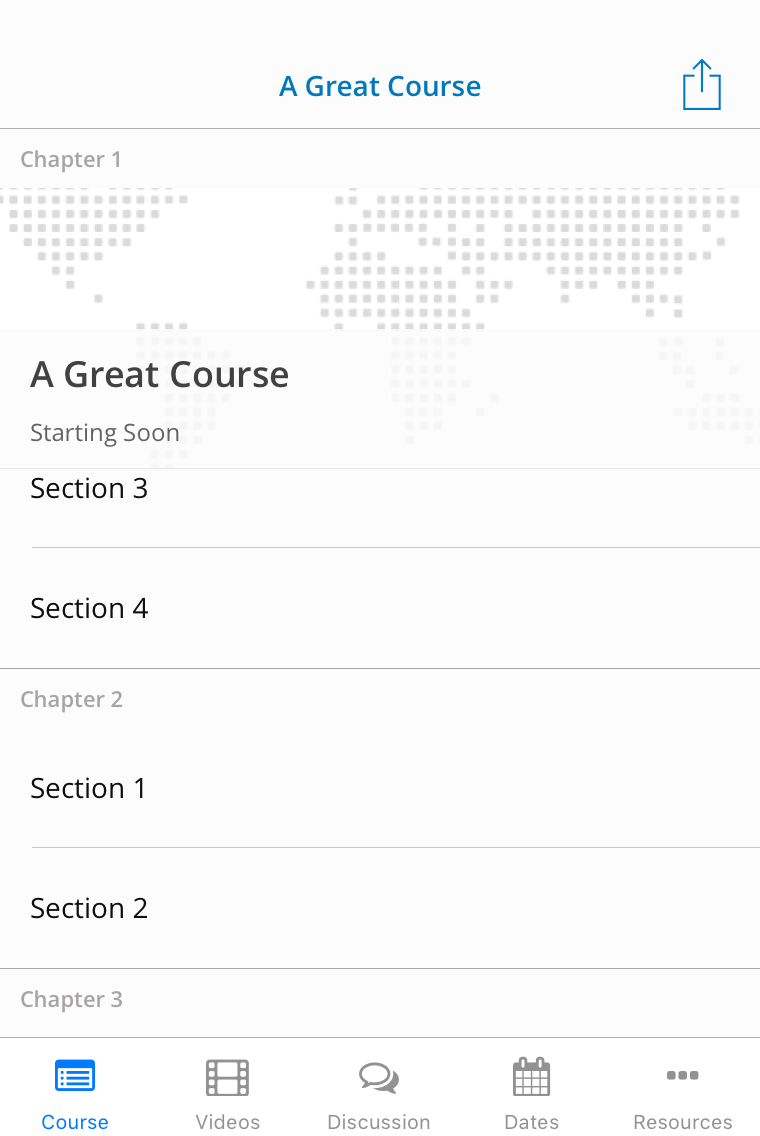 A Great Course
Chapter 1
A Great Course
Starting Soon
Section 3
Section 4
Chapter 2
Section 1
Section 2
Chapter 3
Course Videos Discussion Dates Resources